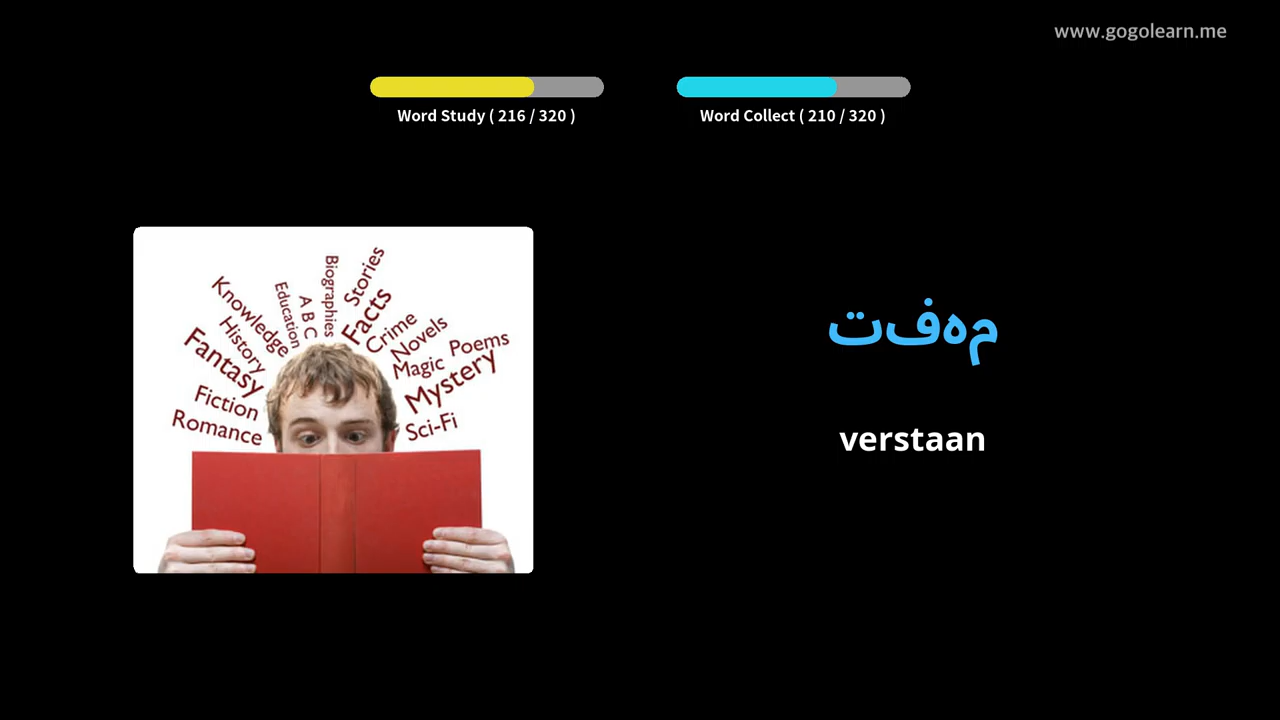 www.gogolearn.me
Word Study ( 216 / 320 )
Word Collect ( 210 / 320 )
Knowledge
Education
A B C
Biographies
Stories
Facts
History
Crime
Novels
Fantasy
Magic
Poems
Mystery
Fiction
Romance
Sci-Fi
مهفت
verstaan